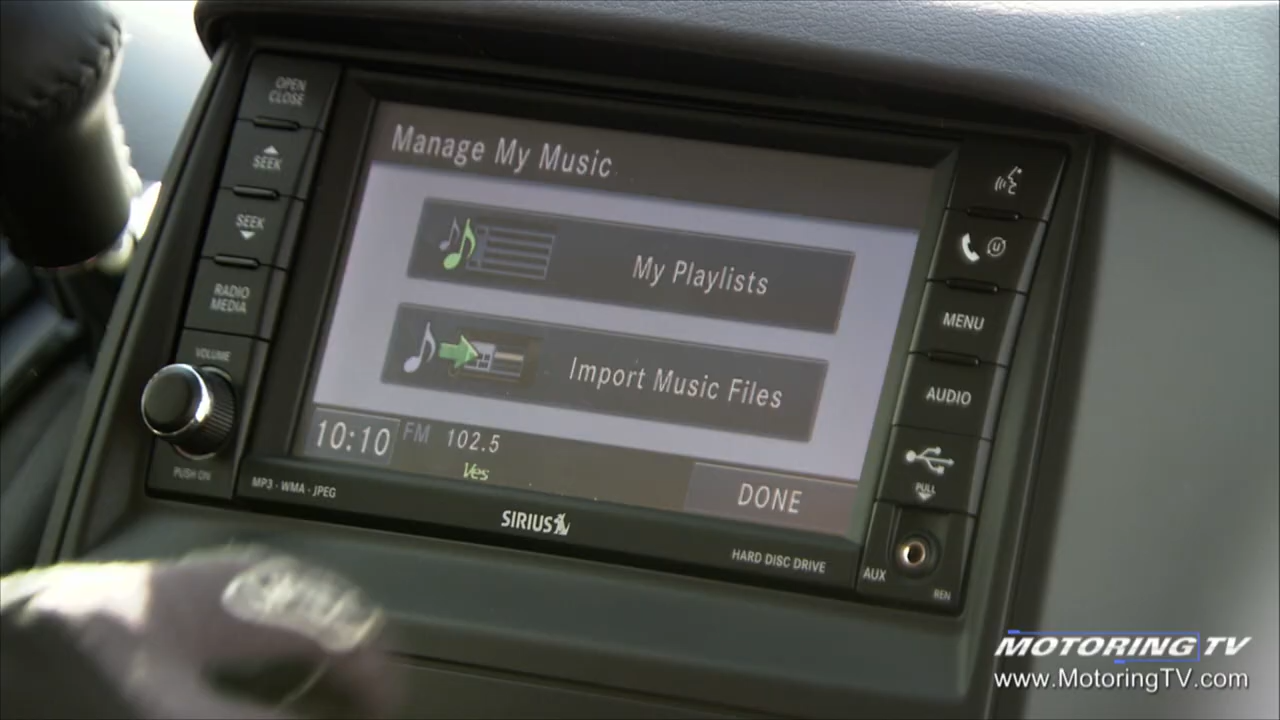 OPEN
CLOSE
SEEK
SEEK
RADIO
MEDIA
VOLUME
PUSH ON
Manage My Music
My Playlists
Import Music Files
10:10
FM 102.5
Yes
DONE
MP3 - WMA - JPEG
SIRIUS
HARD DISC DRIVE
U
MENU
AUDIO
PULL
AUX
REN
MOTORING TV
www.MotoringTV.com